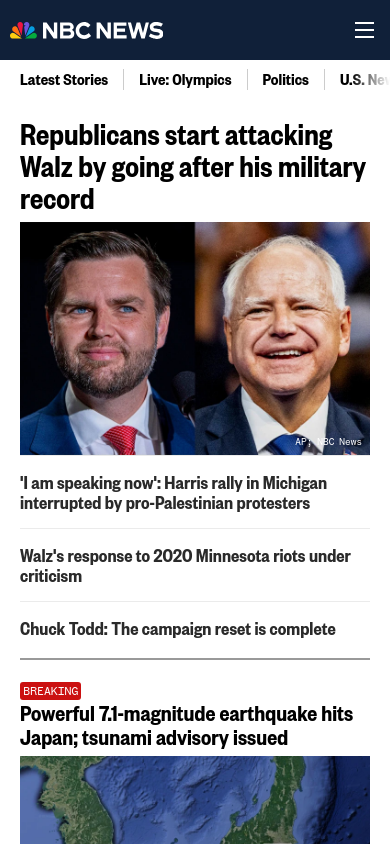 NBC NEWS
Latest Stories
Live: Olympics
Politics
U.S. Ne
Republicans start attacking
Walz by going after his military
record
AP; NBC News
'I am speaking now': Harris rally in Michigan
interrupted by pro-Palestinian protesters
Walz's response to 2020 Minnesota riots under
criticism
Chuck Todd: The campaign reset is complete
BREAKING
Powerful 7.1-magnitude earthquake hits
Japan; tsunami advisory issued